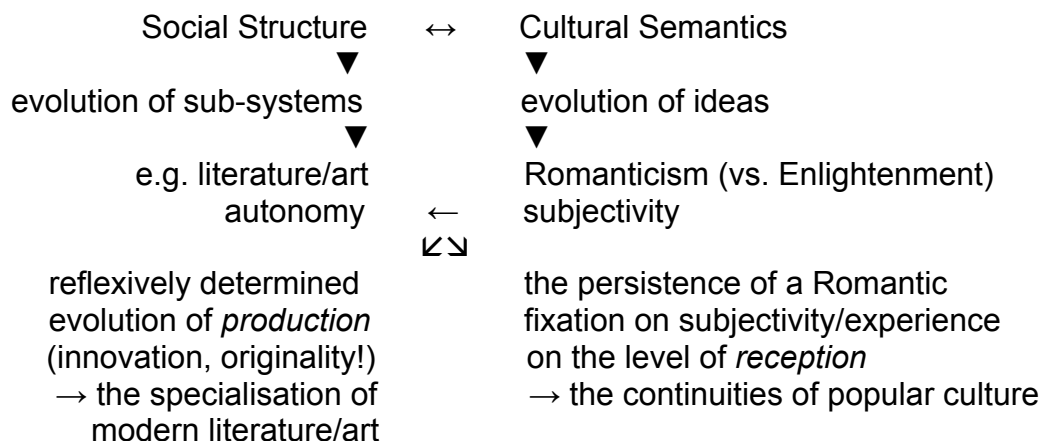 Social Structure ↔ Cultural Semantics
▼ ▼
evolution of sub-systems evolution of ideas
▼ ▼
e.g. literature/art Romanticism (vs. Enlightenment)
autonomy ← subjectivity
⇙⇘
reflexively determined the persistence of a Romantic
evolution of production fixation on subjectivity/experience
(innovation, originality!) on the level of reception
→ the specialisation of → the continuities of popular culture
modern literature/art